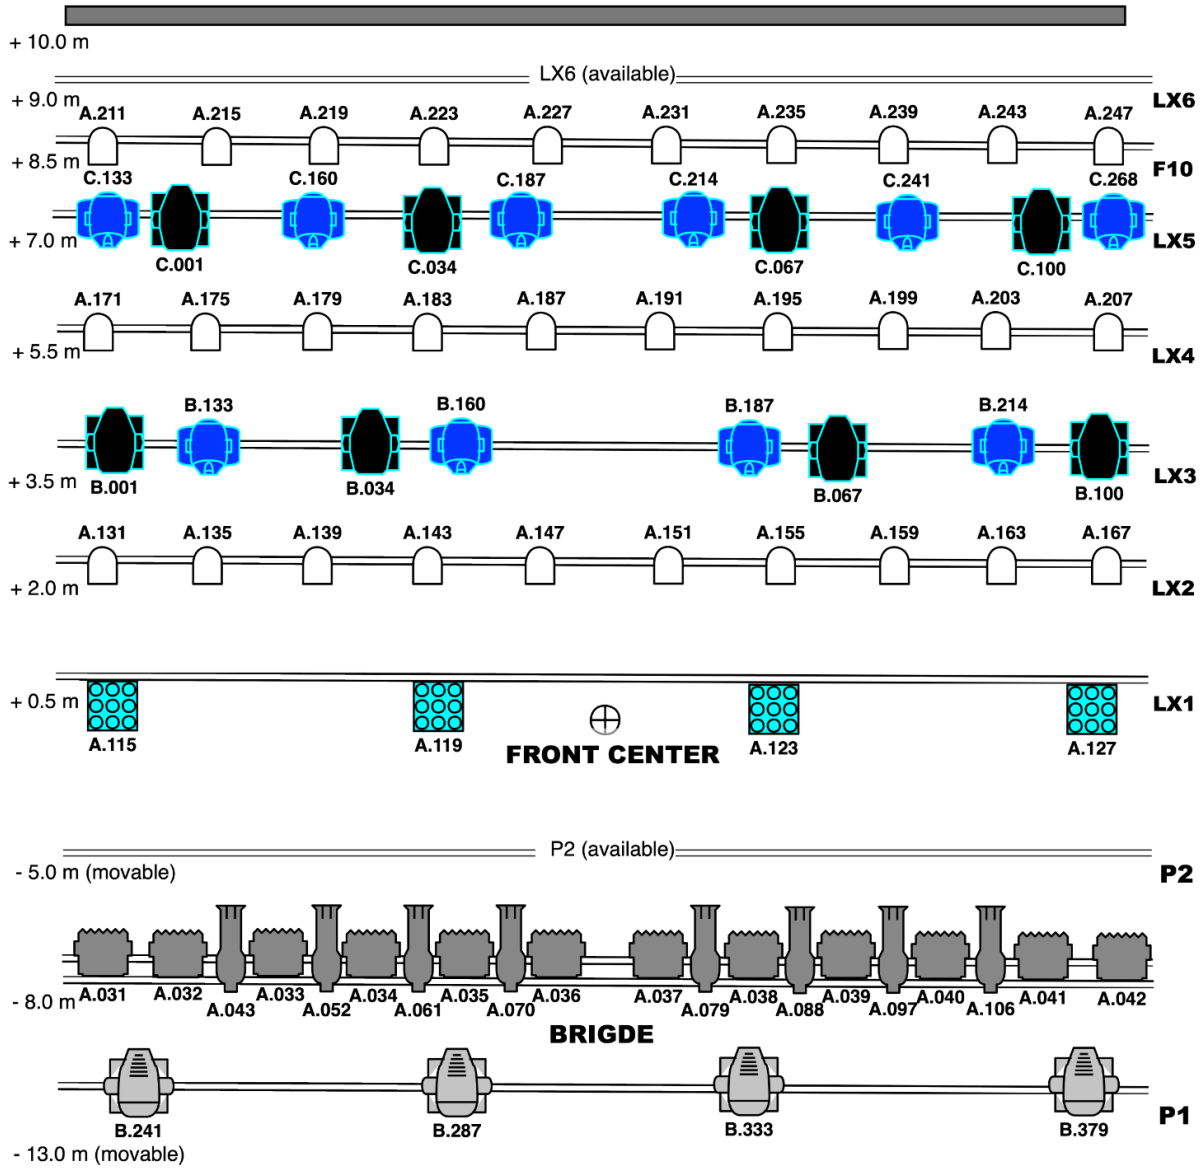 + 10.0 m
LX6 (available)
+ 9.0 m
LX6
A.211 A.215 A.219 A.223 A.227 A.231 A.235 A.239 A.243 A.247
+ 8.5 m
F10
C.133 C.160 C.187 C.214 C.241 C.268
+ 7.0 m
LX5
C.001 C.034 C.067 C.100
A.171 A.175 A.179 A.183 A.187 A.191 A.195 A.199 A.203 A.207
+ 5.5 m
LX4
B.133 B.160 B.187 B.214
+ 3.5 m
LX3
B.001 B.034 B.067 B.100
A.131 A.135 A.139 A.143 A.147 A.151 A.155 A.159 A.163 A.167
+ 2.0 m
LX2
+ 0.5 m
LX1
A.115 A.119 A.123 A.127
FRONT CENTER
P2 (available)
- 5.0 m (movable)
P2
- 8.0 m
A.031 A.032 A.033 A.034 A.035 A.036 A.037 A.038 A.039 A.040 A.041 A.042
A.043 A.052 A.061 A.070 A.079 A.088 A.097 A.106
BRIGDE
P1
B.241 B.287 B.333 B.379
- 13.0 m (movable)